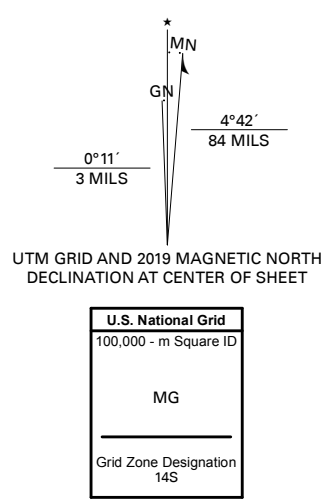 ★
MN
GN
4°42´
84 MILS
0°11´
3 MILS
UTM GRID AND 2019 MAGNETIC NORTH
DECLINATION AT CENTER OF SHEET
U.S. National Grid
100,000 - m Square ID
MG
Grid Zone Designation
14S